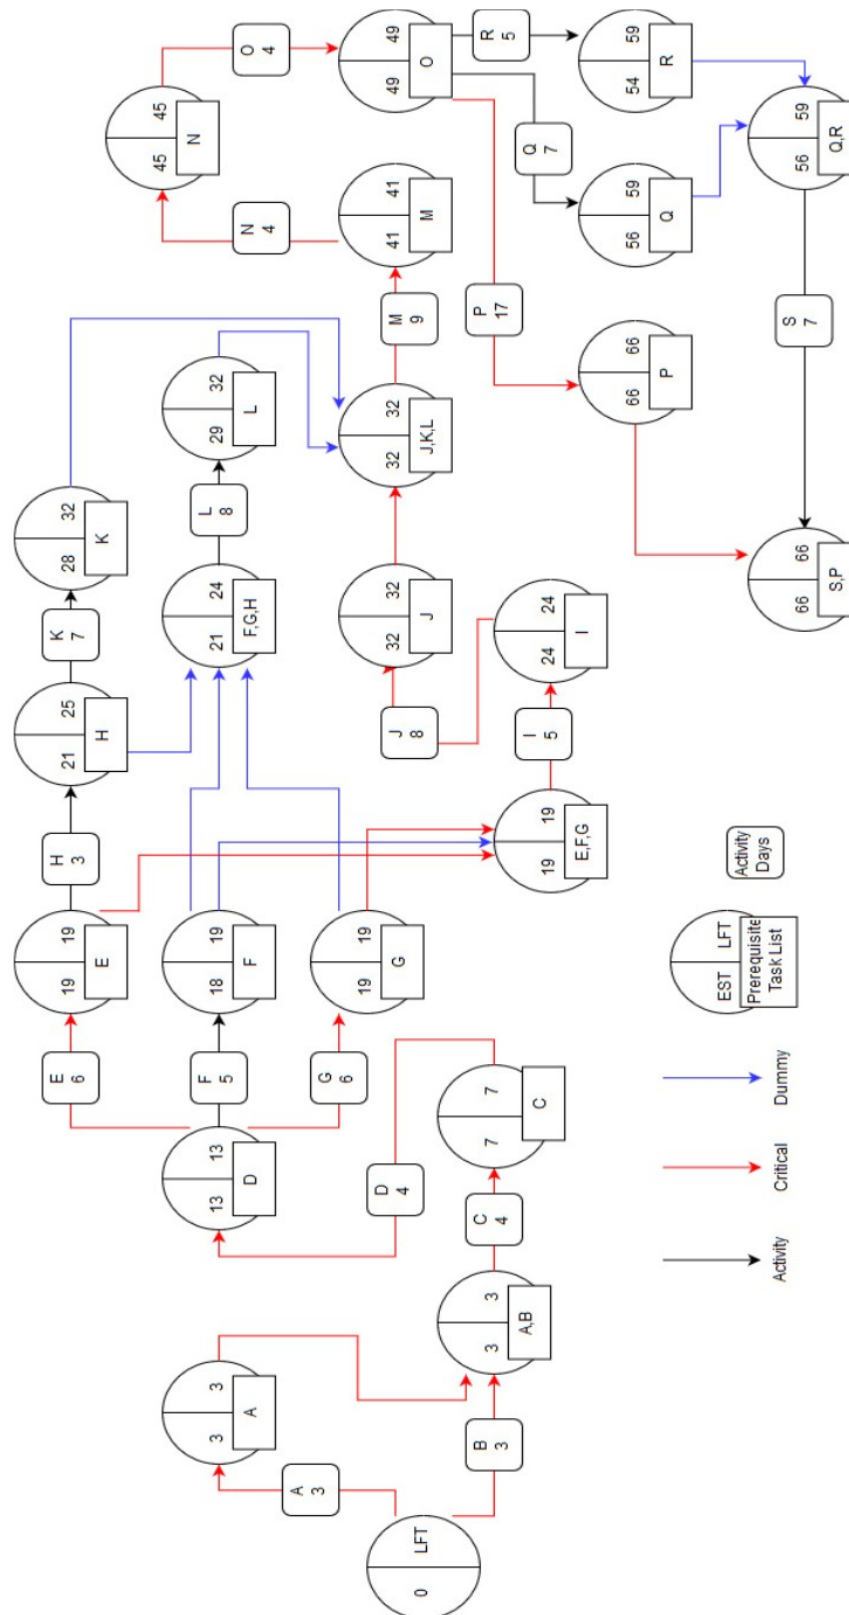 0 LFT
A
3
3 3
A
B
3
3 3
A,B
C
4
7 7
C
D
4
13 13
D
E
6
19 19
E
F
5
18 19
F
G
6
19 19
G
H
3
21 25
H
K
7
28 32
K
21 24
F,G,H
L
8
29 32
L
19 19
E,F,G
I
5
24 24
I
J
8
32 32
J
32 32
J,K,L
M
9
41 41
M
N
4
45 45
N
O
4
49 49
O
P
17
66 66
P
Q
7
56 59
Q
R
5
54 59
R
56 59
Q,R
S
7
66 66
S,P
Activity
Critical
Dummy
EST LFT
Prerequisite
Task List
Activity
Days